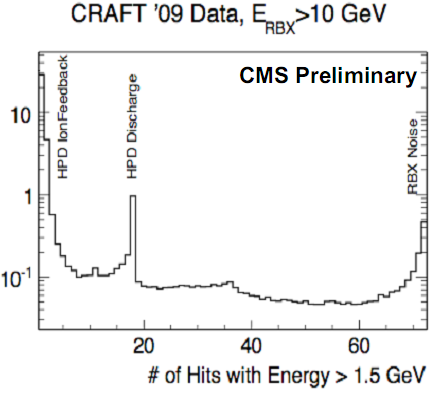 CRAFT '09 Data, E_RBX>10 GeV
CMS Preliminary
HPD IonFeedback
HPD Discharge
RBX Noise
10
1
10^-1
20
40
60
# of Hits with Energy > 1.5 GeV